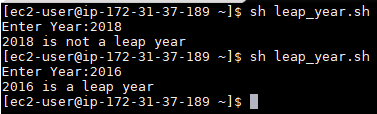 [ec2-user@ip-172-31-37-189 ~]$ sh leap_year.sh
Enter Year:2018
2018 is not a leap year
[ec2-user@ip-172-31-37-189 ~]$ sh leap_year.sh
Enter Year:2016
2016 is a leap year
[ec2-user@ip-172-31-37-189 ~]$